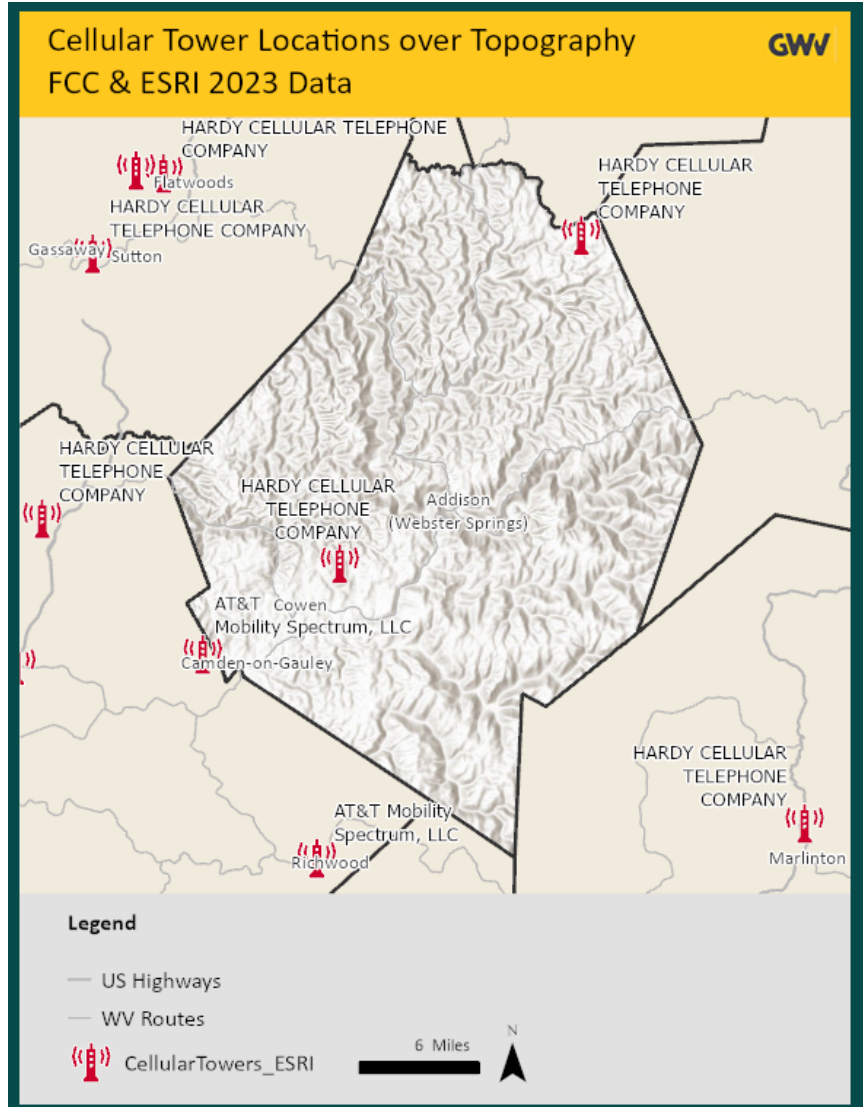 Cellular Tower Locations over Topography
FCC & ESRI 2023 Data
GWV
HARDY CELLULAR TELEPHONE
COMPANY
Flatwoods
HARDY CELLULAR
TELEPHONE COMPANY
Gassaway
Sutton
HARDY CELLULAR
TELEPHONE
COMPANY
HARDY CELLULAR
TELEPHONE
COMPANY
HARDY CELLULAR
TELEPHONE
COMPANY
Addison
(Webster Springs)
AT&T
Mobility Spectrum, LLC
Cowen
Camden-on-Gauley
HARDY CELLULAR
TELEPHONE
COMPANY
AT&T Mobility
Spectrum, LLC
Richwood
Marlinton
Legend
US Highways
WV Routes
CellularTowers_ESRI
6 Miles
N